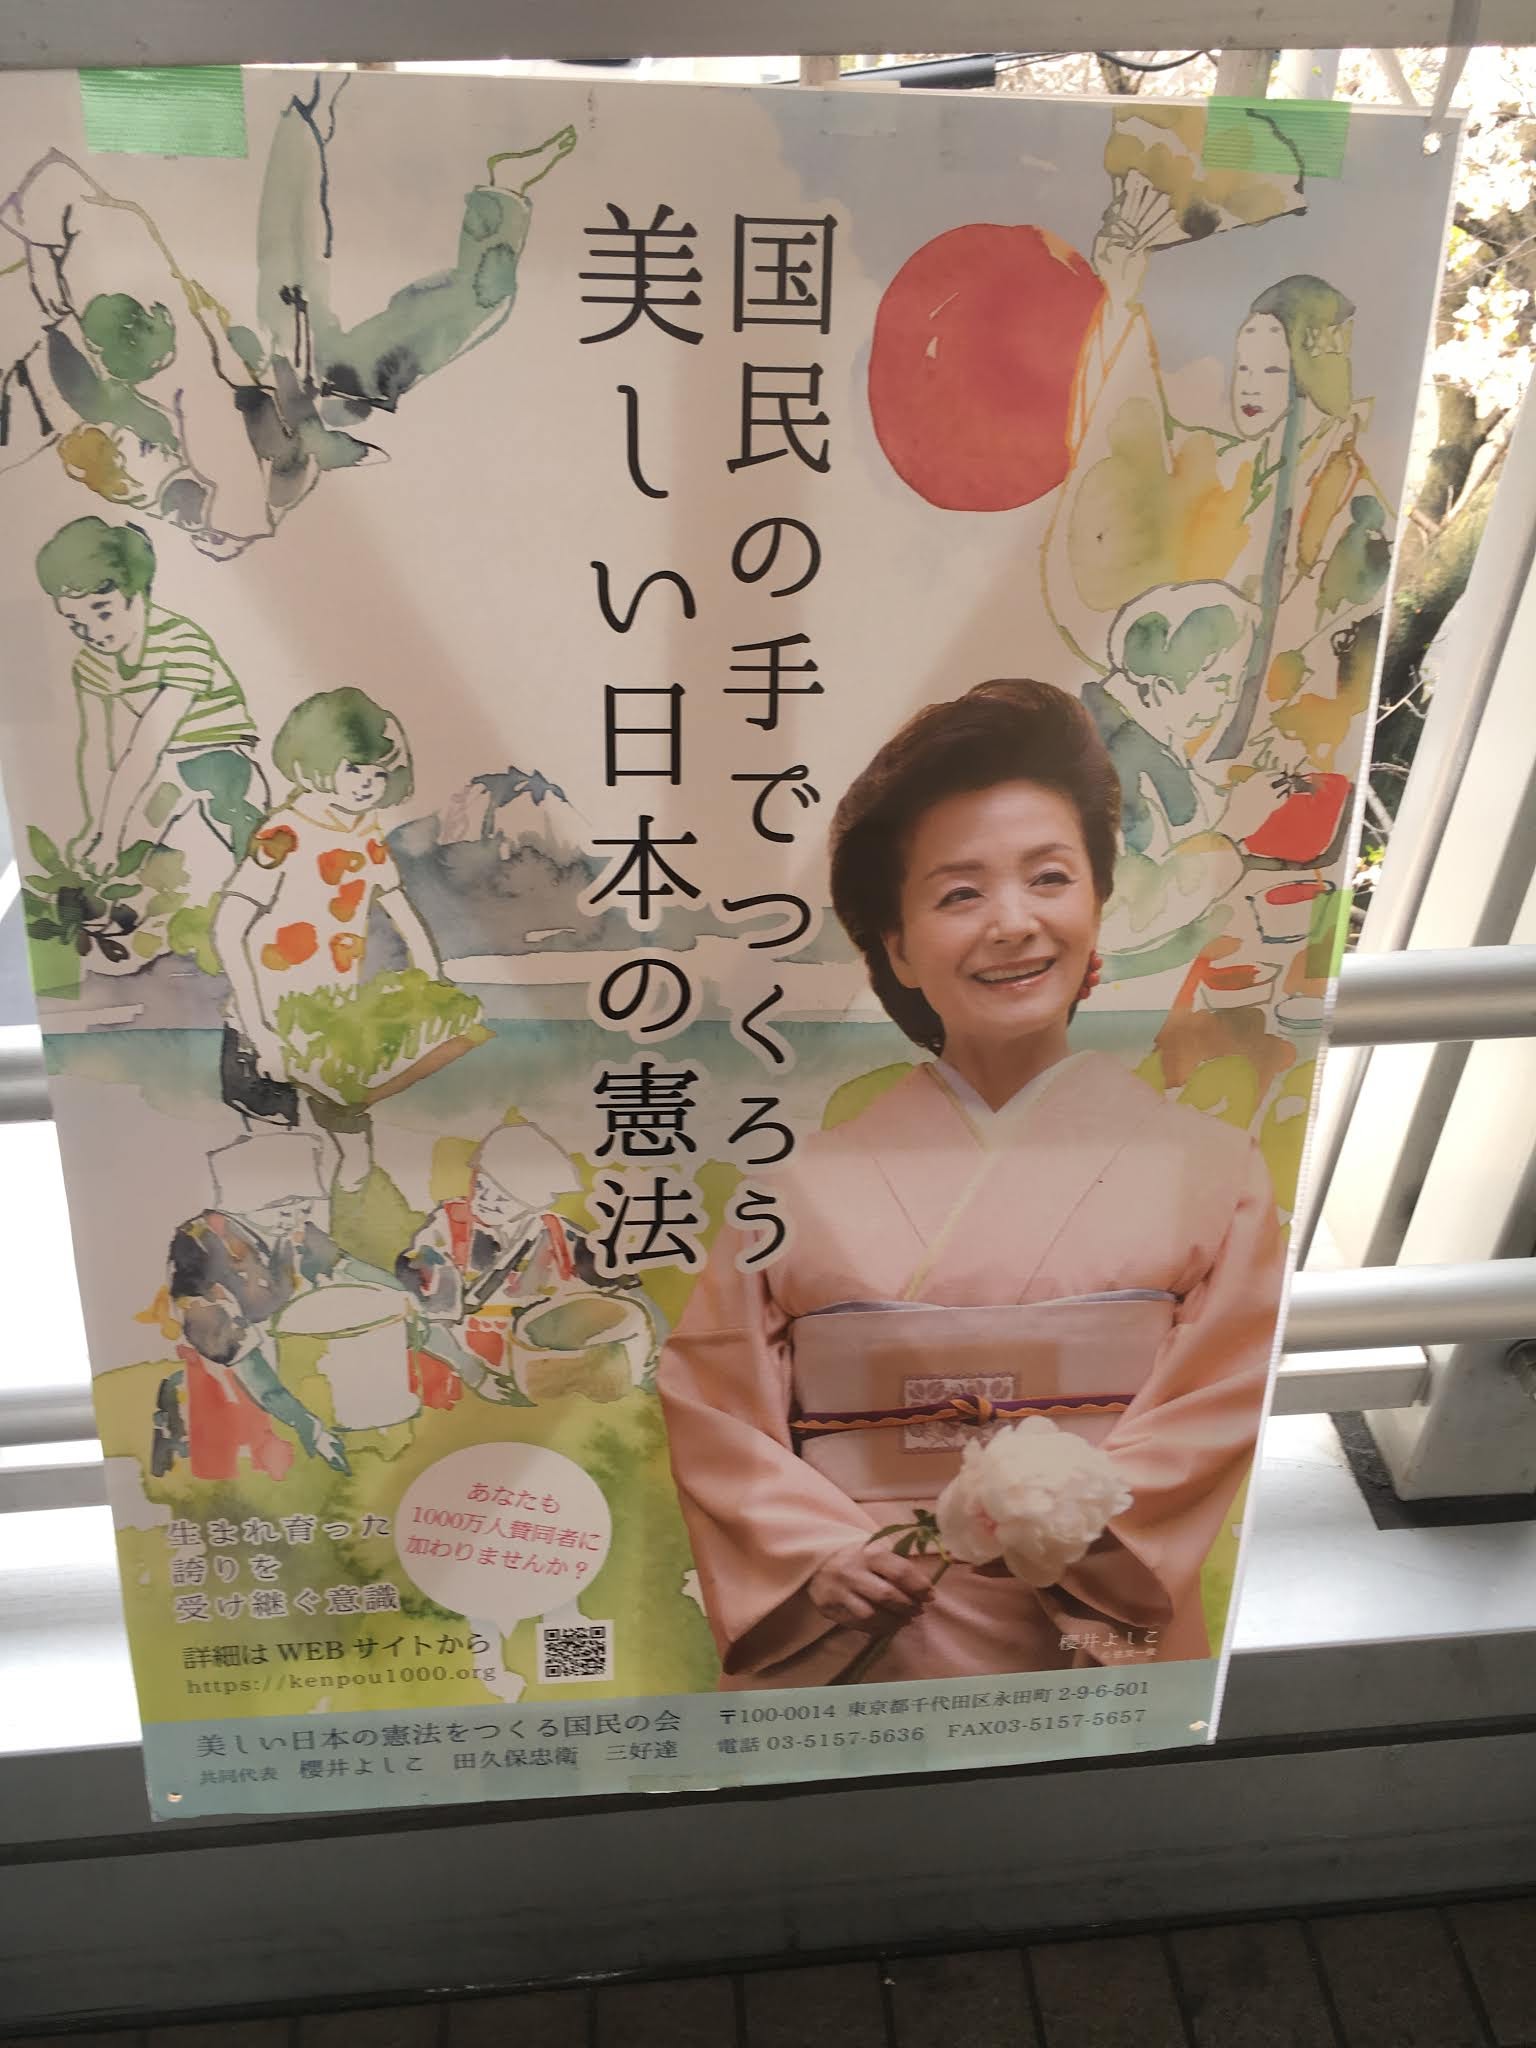 国民の手でつくろう
美しい日本の憲法
あなたも
1000万人賛同者に
加わりませんか？
生まれ育った
誇りを
受け継ぐ意識
詳細は WEB サイトから
https://kenpou1000.org
櫻井よしこ
美しい日本の憲法をつくる国民の会
共同代表 櫻井よしこ 田久保忠衛 三好達
〒100-0014 東京都千代田区永田町 2-9-6-501
電話 03-5157-5636 FAX03-5157-5657